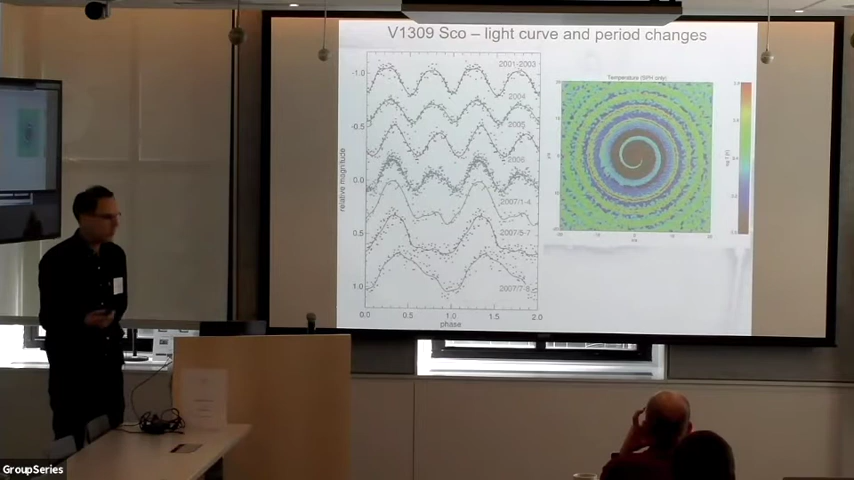 V1309 Sco – light curve and period changes
2001-2003
2004
2005
2006
2007/1-4
2007/5-7
2007/7-8
-1.0
-0.5
0.0
0.5
1.0
relative magnitude
0.0 0.5 1.0 1.5 2.0
phase
Temperature (SPH only)
GroupSeries